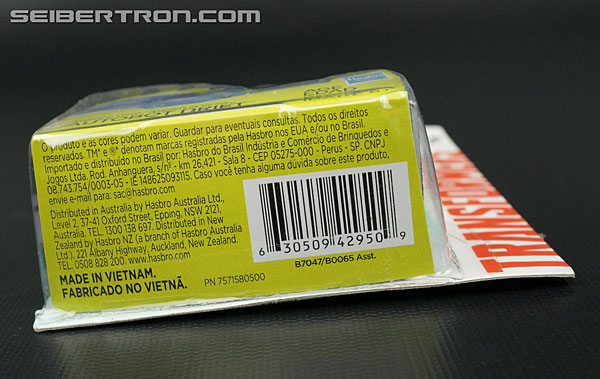 SEIBERTRON.COM
AUTOBOT DRIFT
O produto e as cores podem variar. Guardar para eventuais consultas. Todos os direitos
reservados. TM* e ®* denotam marcas registradas pela Hasbro nos EUA e/ou no Brasil.
Importado e distribuído no Brasil por: Hasbro do Brasil Indústria e Comércio de Brinquedos e
Jogos Ltda. Rod. Anhanguera, s/nº - km 26,421 - Sala 8 - CEP 05275-000 - Perus - SP. CNPJ
08.743.754/0003-05 IE 148625093115. Caso você tenha alguma dúvida sobre este produto,
envie e-mail para: sac@hasbro.com
Distributed in Australia by Hasbro Australia Ltd.,
Level 2, 37-41 Oxford Street, Epping, NSW 2121,
Australia. TEL: 1300 138 697. Distributed in New
Zealand by Hasbro NZ (a branch of Hasbro Australia
Ltd.), 221 Albany Highway, Auckland, New Zealand.
TEL: 0508 828 200. www.hasbro.com
MADE IN VIETNAM.
FABRICADO NO VIETNÃ.
PN 7571580500
6 30509 42950 9
B7047/B0065 Asst.
TRANSFORMERS